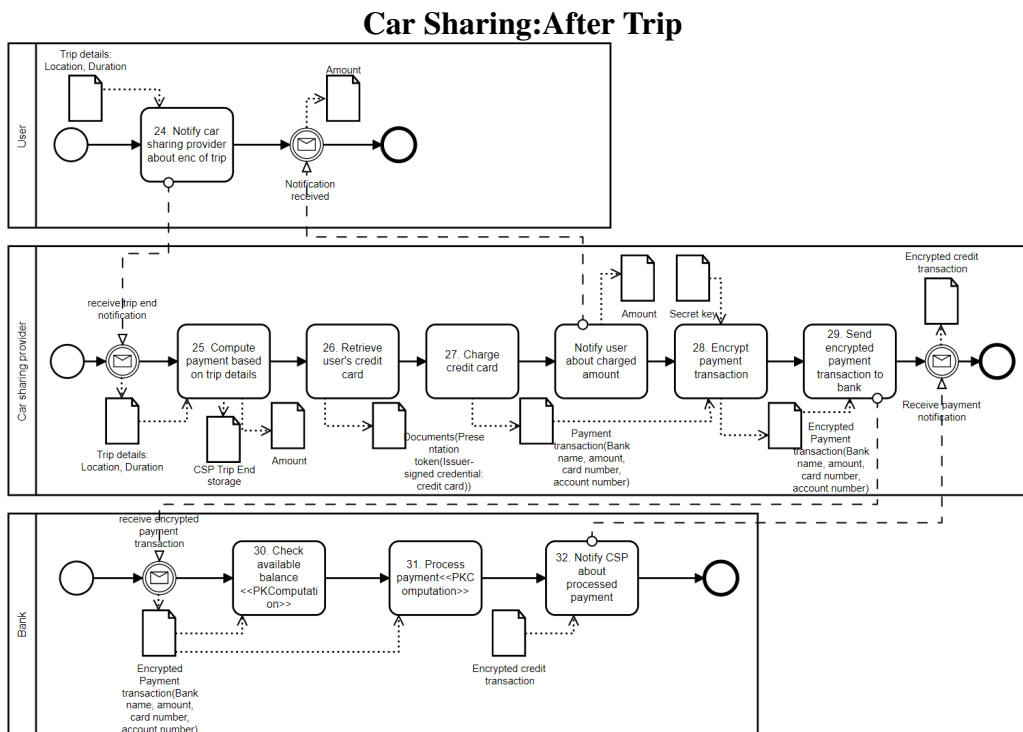 Car Sharing:After Trip
User
Trip details:
Location, Duration
24. Notify car
sharing provider
about enc of trip
Amount
Notification
received
Car sharing provider
receive trip end
notification
Trip details:
Location, Duration
25. Compute
payment based
on trip details
CSP Trip End
storage
Amount
26. Retrieve
user's credit
card
Documents(Prese
ntation
token(Issuer-
signed credential:
credit card))
27. Charge
credit card
Payment
transaction(Bank
name, amount,
card number,
account number)
Notify user
about charged
amount
Amount
Secret key
28. Encrypt
payment
transaction
Encrypted
Payment
transaction(Bank
name, amount,
card number,
account number)
29. Send
encrypted
payment
transaction to
bank
Encrypted credit
transaction
Receive payment
notification
Bank
receive encrypted
payment
transaction
Encrypted
Payment
transaction(Bank
name, amount,
card number,
account number)
30. Check
available
balance
<<PKComputati
on>>
31. Process
payment<<PKC
omputation>>
32. Notify CSP
about
processed
payment
Encrypted credit
transaction